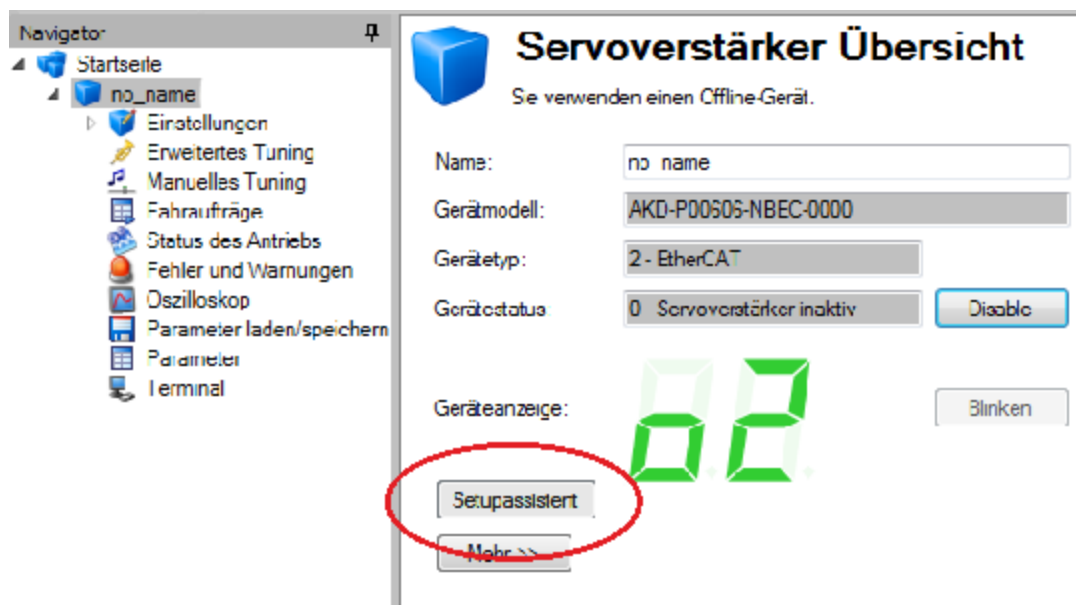 Navigator
Startseite
no_name
Einstellungen
Erweitertes Tuning
Manuelles Tuning
Fahraufträge
Status des Antriebs
Fehler und Warnungen
Oszilloskop
Parameter laden/speichern
Parameter
Terminal
Servoverstärker Übersicht
Sie verwenden einen Offline-Gerät.
Name: no_name
Gerätmodell: AKD-P00606-NBEC-0000
Gerätetyp: 2 - EtherCAT
Gerätestatus: 0 Servoverstärker inaktiv Disable
Geräteanzeige: o2 Blinken
Setupassistent
Mehr >>